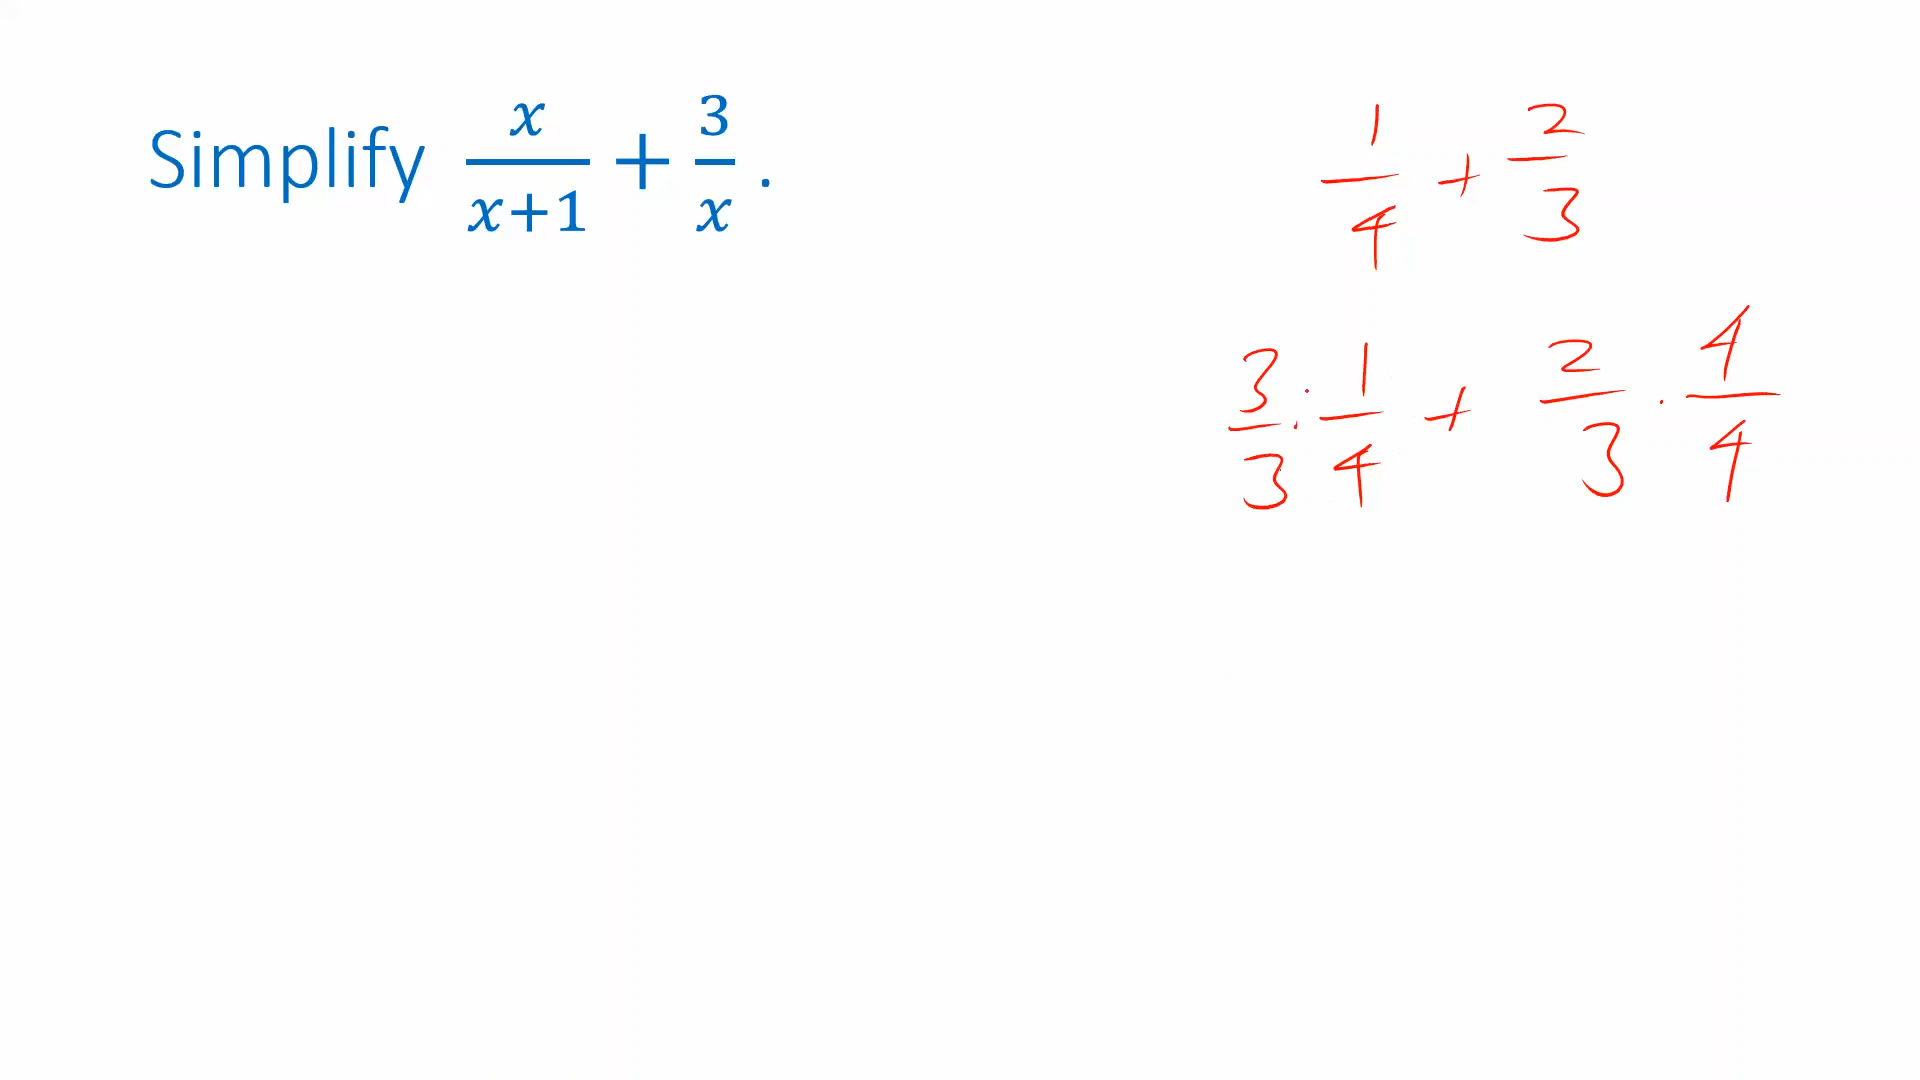 Simplify x/(x+1) + 3/x .
1/4 + 2/3
3/3 · 1/4 + 2/3 · 4/4